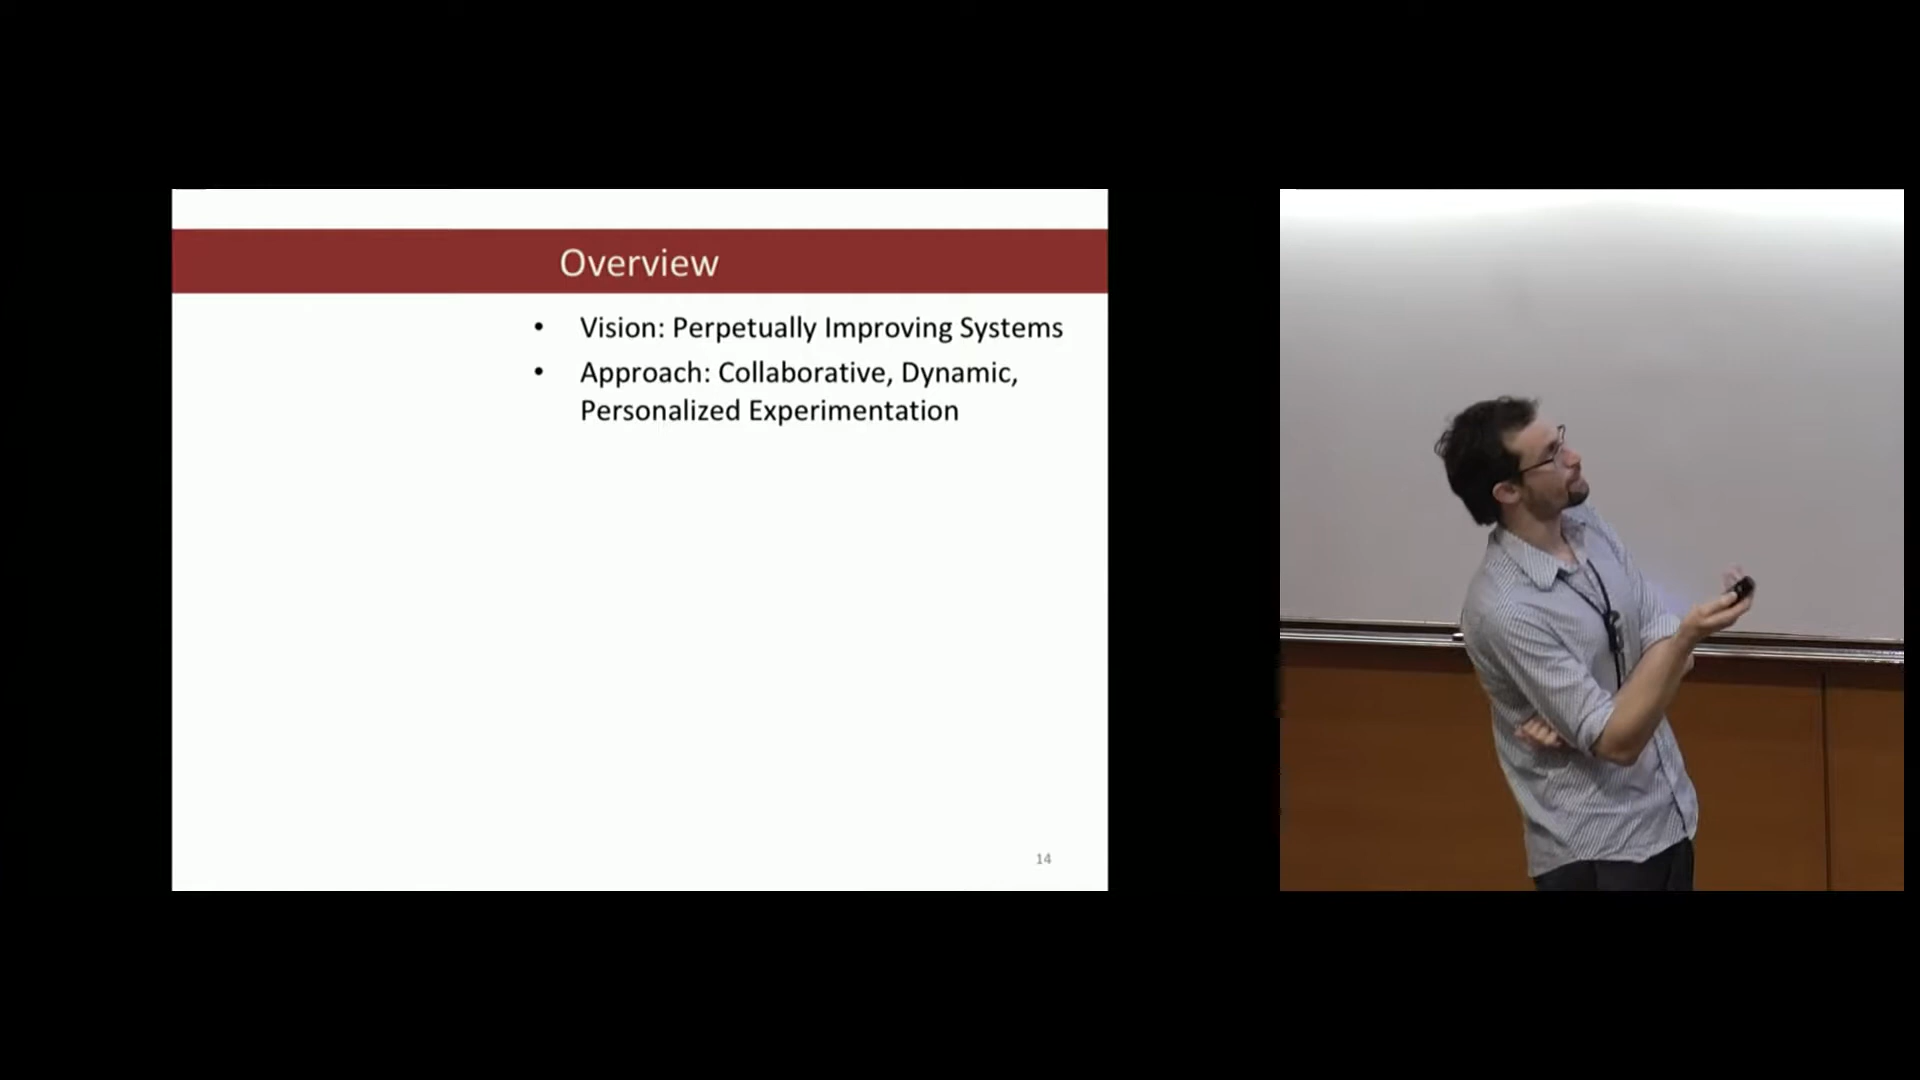 Overview
• Vision: Perpetually Improving Systems
• Approach: Collaborative, Dynamic,
Personalized Experimentation
14